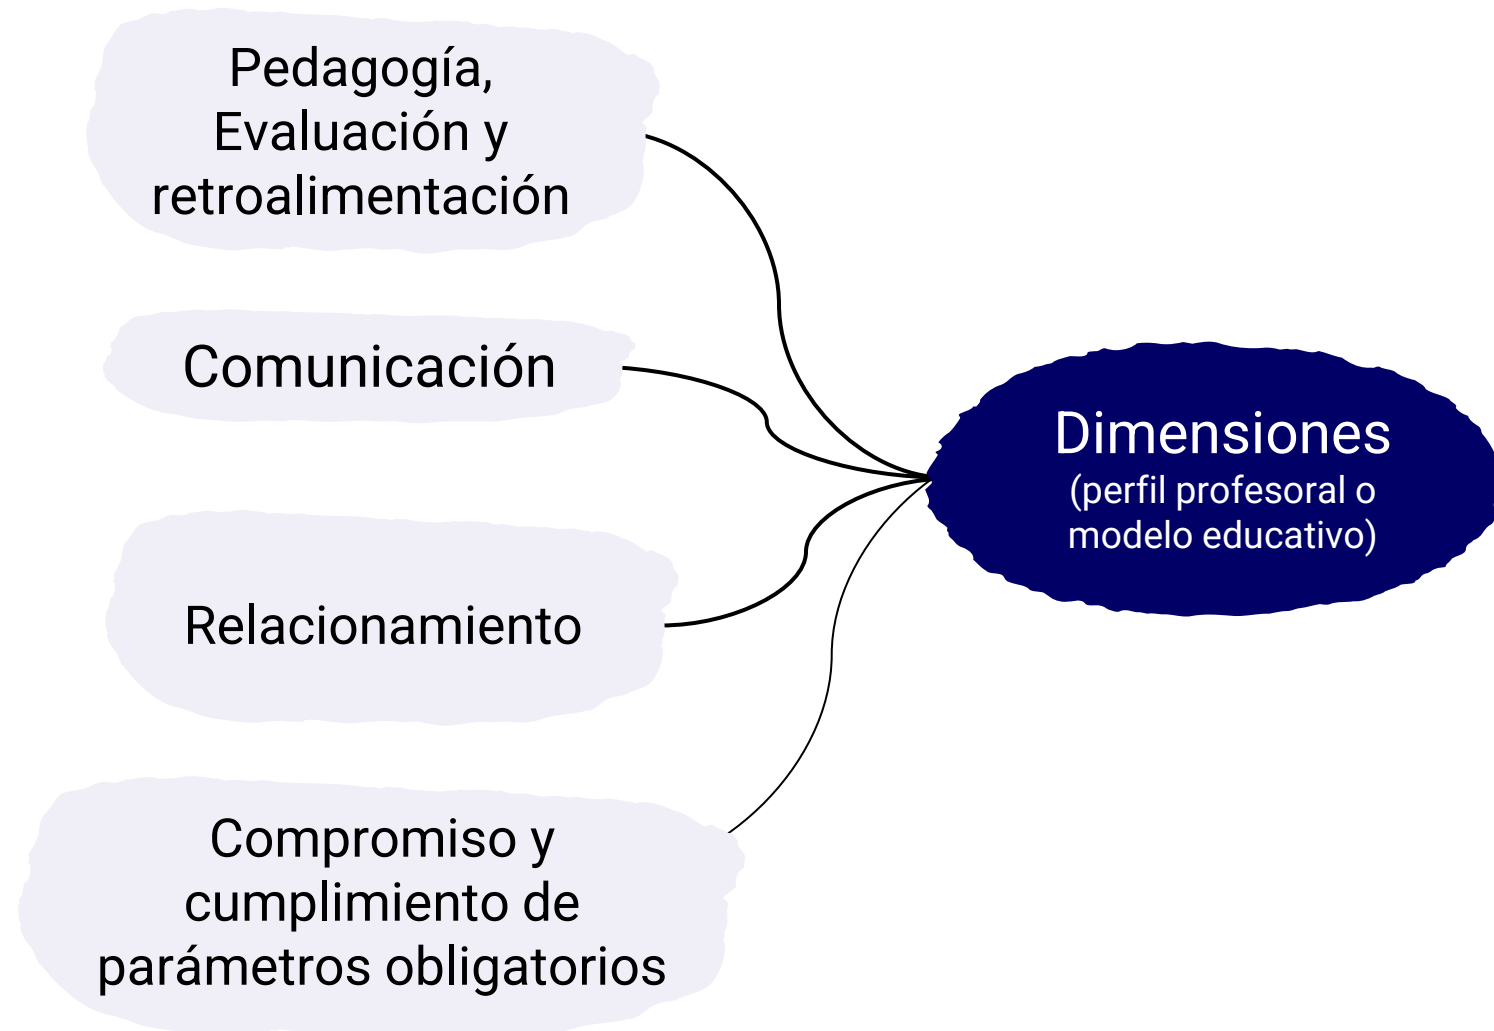 Pedagogía,
Evaluación y
retroalimentación
Comunicación
Relacionamiento
Compromiso y
cumplimiento de
parámetros obligatorios
Dimensiones
(perfil profesoral o
modelo educativo)